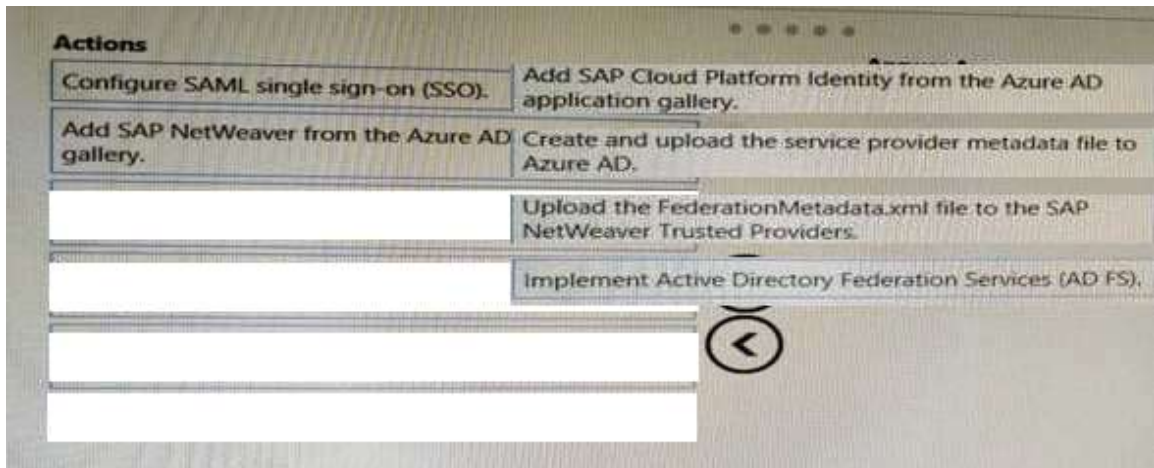 Actions
Configure SAML single sign-on (SSO).
Add SAP NetWeaver from the Azure AD
gallery.
Add SAP Cloud Platform Identity from the Azure AD
application gallery.
Create and upload the service provider metadata file to
Azure AD.
Upload the FederationMetadata.xml file to the SAP
NetWeaver Trusted Providers.
Implement Active Directory Federation Services (AD FS).